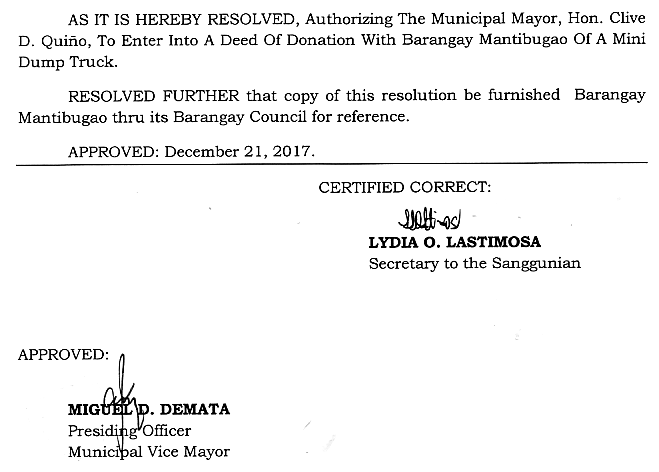 AS IT IS HEREBY RESOLVED, Authorizing The Municipal Mayor, Hon. Clive
D. Quiño, To Enter Into A Deed Of Donation With Barangay Mantibugao Of A Mini
Dump Truck.
RESOLVED FURTHER that copy of this resolution be furnished Barangay
Mantibugao thru its Barangay Council for reference.
APPROVED: December 21, 2017.
CERTIFIED CORRECT:
LYDIA O. LASTIMOSA
Secretary to the Sanggunian
APPROVED:
MIGUEL D. DEMATA
Presiding Officer
Municipal Vice Mayor